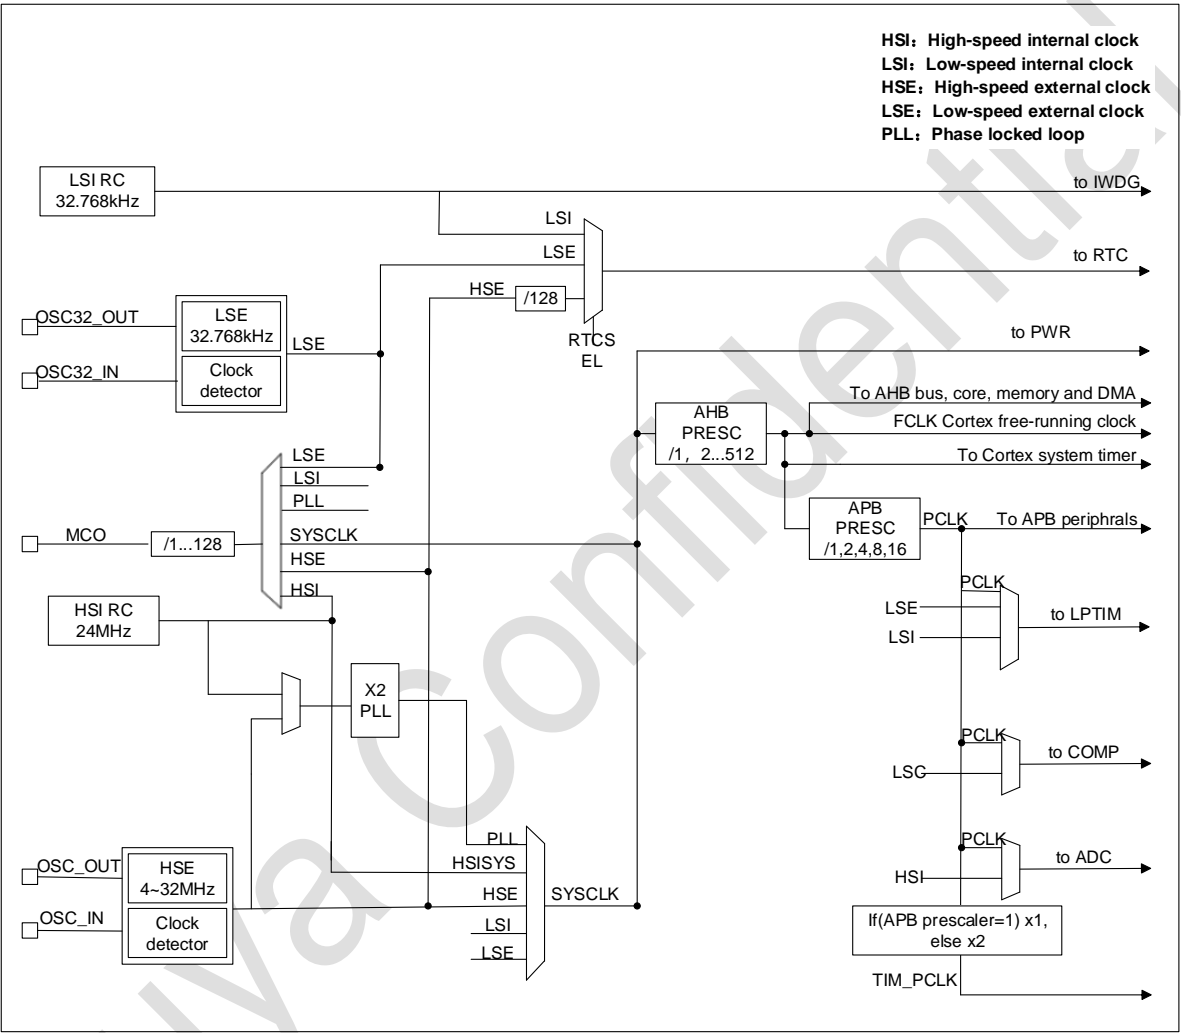 HSI：High-speed internal clock
LSI：Low-speed internal clock
HSE：High-speed external clock
LSE：Low-speed external clock
PLL：Phase locked loop
LSI RC
32.768kHz
to IWDG
LSI
LSE
to RTC
HSE
/128
OSC32_OUT
LSE
32.768kHz
LSE
RTCS
EL
to PWR
OSC32_IN
Clock
detector
To AHB bus, core, memory and DMA
AHB
PRESC
/1, 2...512
FCLK Cortex free-running clock
To Cortex system timer
LSE
LSI
PLL
APB
PRESC
/1,2,4,8,16
PCLK
To APB periphrals
MCO
/1...128
SYSCLK
HSE
HSI
PCLK
HSI RC
24MHz
LSE
to LPTIM
LSI
X2
PLL
PCLK
to COMP
LSC
PLL
PCLK
OSC_OUT
HSE
4~32MHz
HSISYS
to ADC
HSI
HSE
SYSCLK
OSC_IN
Clock
detector
LSI
LSE
If(APB prescaler=1) x1,
else x2
TIM_PCLK
uya Confidential